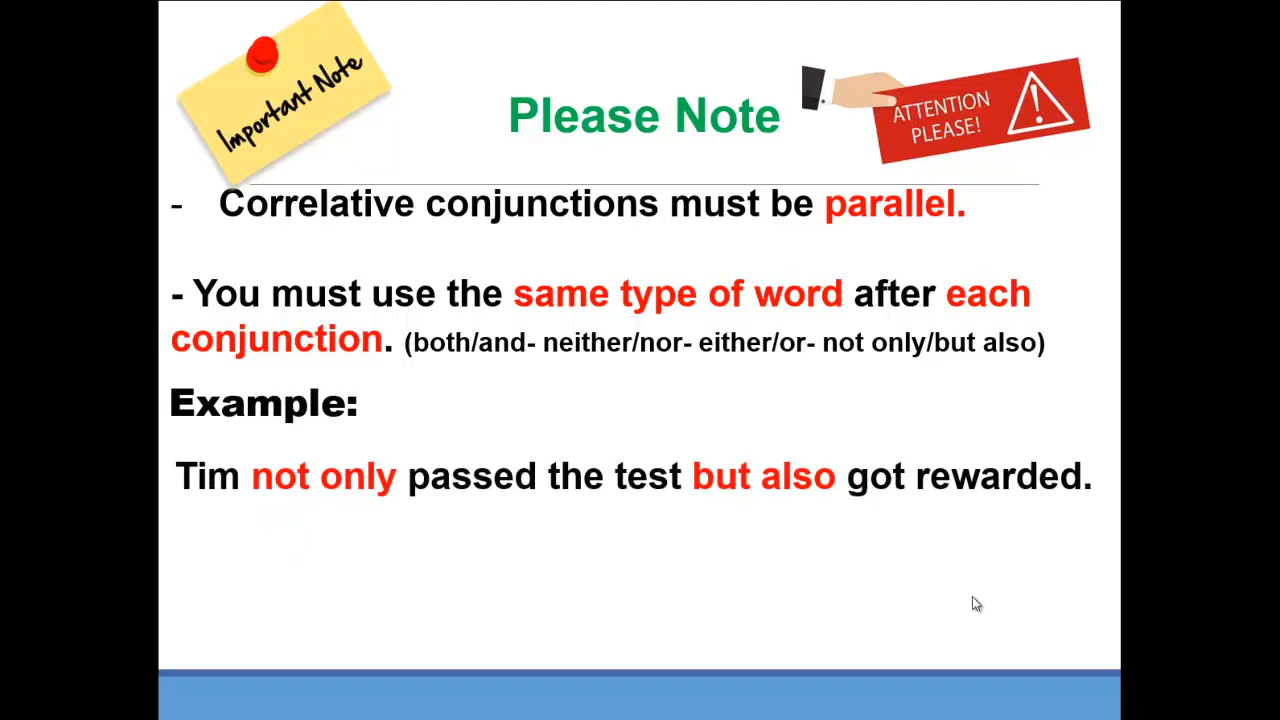 Important Note
Please Note
ATTENTION
PLEASE!
- Correlative conjunctions must be parallel.
- You must use the same type of word after each
conjunction. (both/and- neither/nor- either/or- not only/but also)
Example:
Tim not only passed the test but also got rewarded.